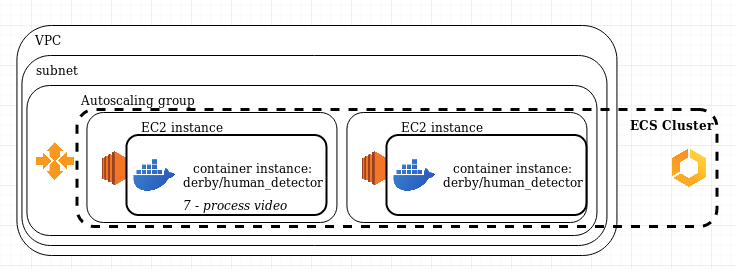 VPC
subnet
Autoscaling group
EC2 instance
EC2 instance
ECS Cluster
container instance:
derby/human_detector
container instance:
derby/human_detector
7 - process video